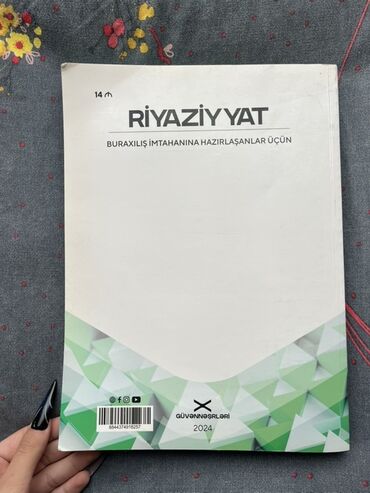 14 ₼
RİYAZİYYAT
BURAXILIŞ İMTAHANINA HAZIRLAŞANLAR ÜÇÜN
GÜVƏNNƏŞRLƏRİ
2024